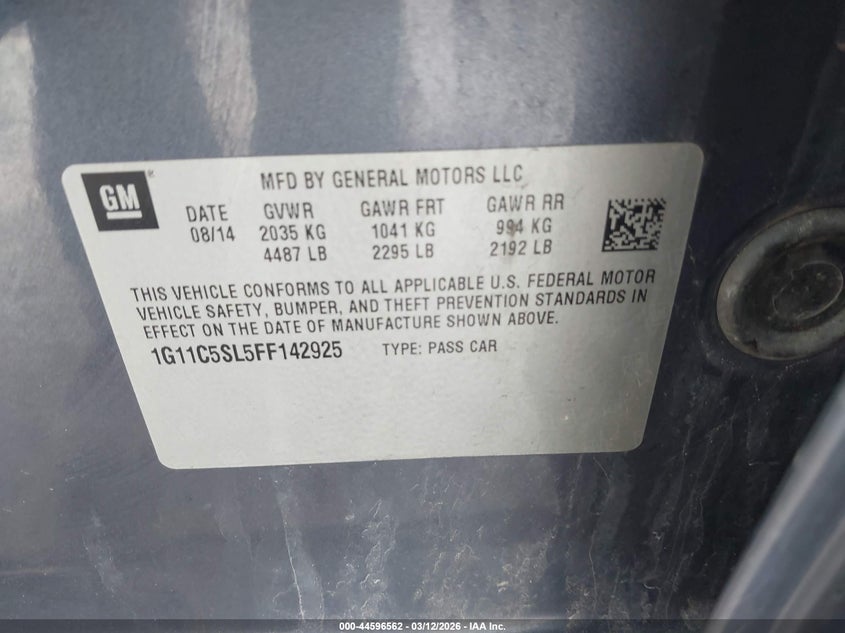 GM
MFD BY GENERAL MOTORS LLC
DATE GVWR GAWR FRT GAWR RR
08/14 2035 KG 1041 KG 994 KG
4487 LB 2295 LB 2192 LB
THIS VEHICLE CONFORMS TO ALL APPLICABLE U.S. FEDERAL MOTOR
VEHICLE SAFETY, BUMPER, AND THEFT PREVENTION STANDARDS IN
EFFECT ON THE DATE OF MANUFACTURE SHOWN ABOVE.
1G11C5SL5FF142925 TYPE: PASS CAR
000-44596562 - 03/12/2026 - IAA Inc.